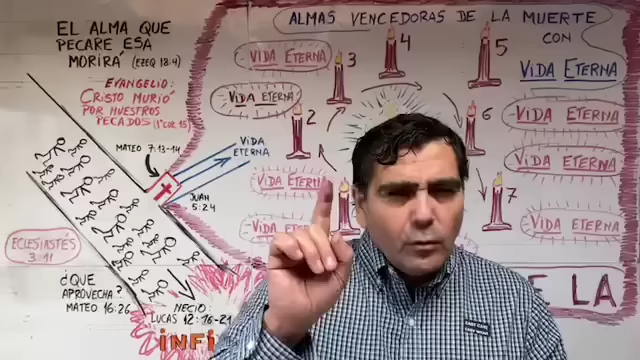 EL ALMA QUE
PECARE ESA
MORIRÁ (EZEQ 18:4)
EVANGELIO:
CRISTO MURIÓ
POR NUESTROS
PECADOS (1ª COR 15)
MATEO 7:13-14
VIDA
ETERNA
JUAN
5:24
ECLESIASTÉS
3:11
¿QUE
APROVECHA?
MATEO 16:26
NECIO
LUCAS 12:16-21
INFI
ALMAS VENCEDORAS DE LA MUERTE
CON
VIDA ETERNA
VIDA ETERNA
VIDA ETERNA
VIDA ETERNA
VIDA ETERNA
VIDA ETERNA
VIDA ETERNA
VIDA ETERNA
2
3
4
5
6
7
E LA